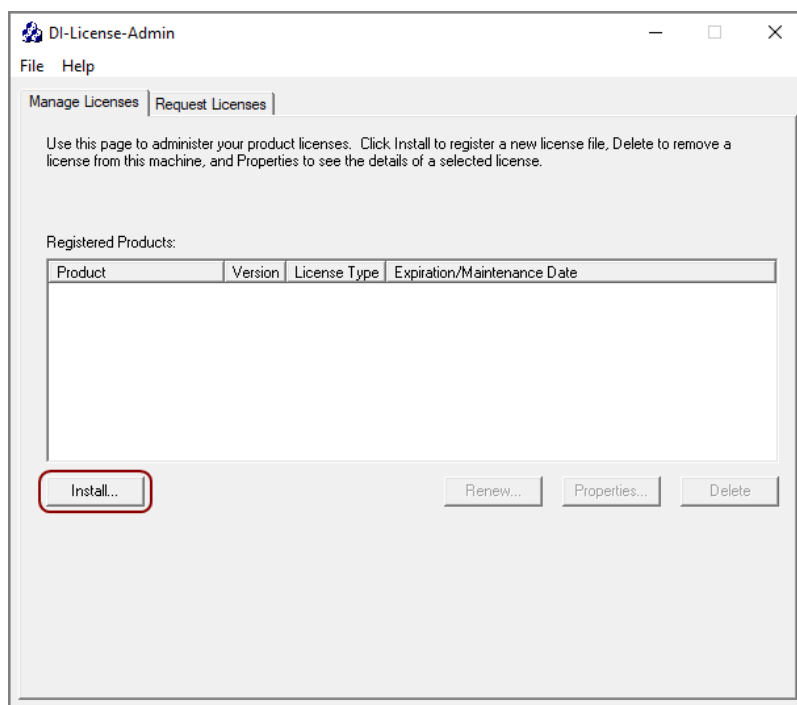 DI-License-Admin
File Help
Manage Licenses Request Licenses
Use this page to administer your product licenses. Click Install to register a new license file, Delete to remove a
license from this machine, and Properties to see the details of a selected license.
Registered Products:
Product Version License Type Expiration/Maintenance Date
Install... Renew... Properties... Delete